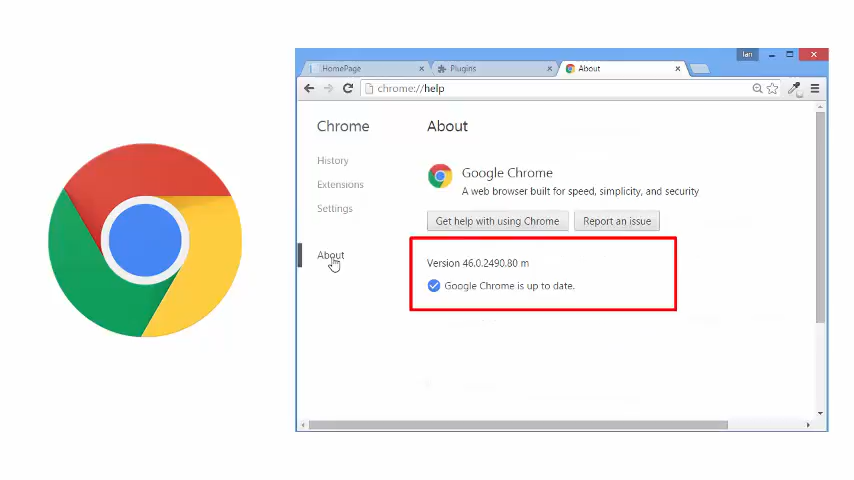 Ian
HomePage
Plugins
About
chrome://help
Chrome
About
History
Extensions
Settings
About
Google Chrome
A web browser built for speed, simplicity, and security
Get help with using Chrome
Report an issue
Version 46.0.2490.80 m
Google Chrome is up to date.